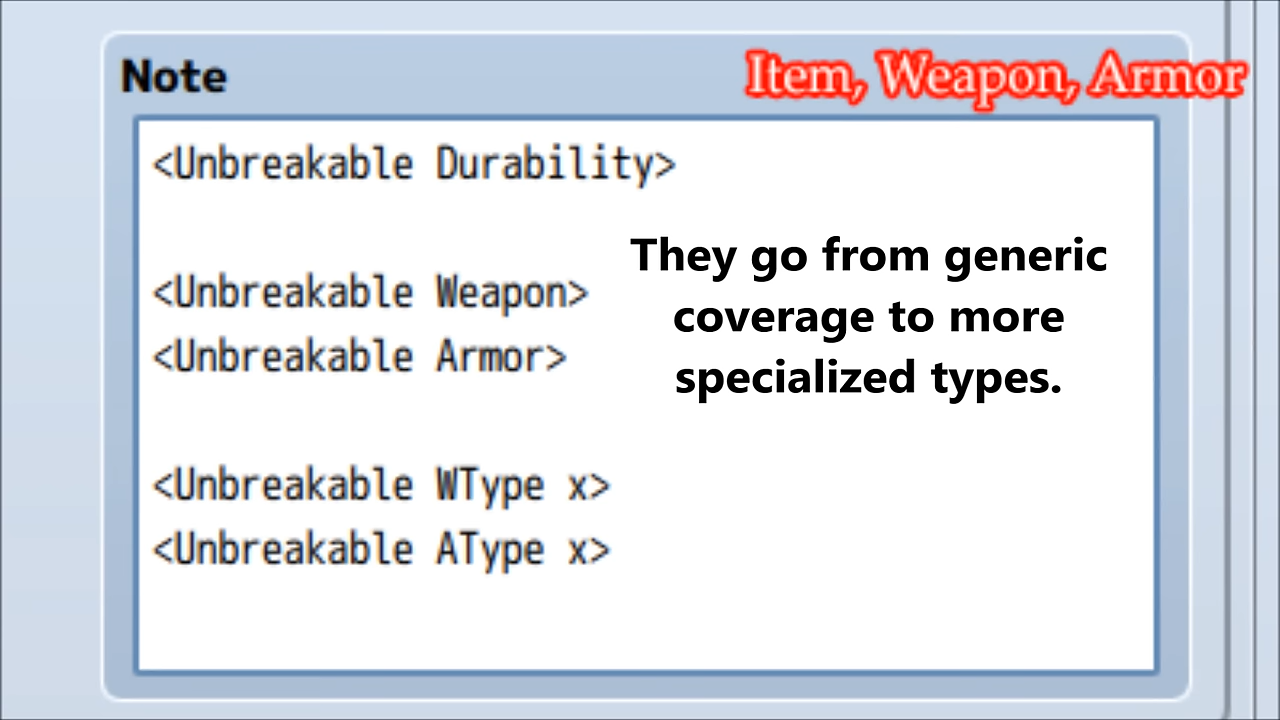 Note
Item, Weapon, Armor
<Unbreakable Durability>
They go from generic
coverage to more
specialized types.
<Unbreakable Weapon>
<Unbreakable Armor>
<Unbreakable WType x>
<Unbreakable AType x>